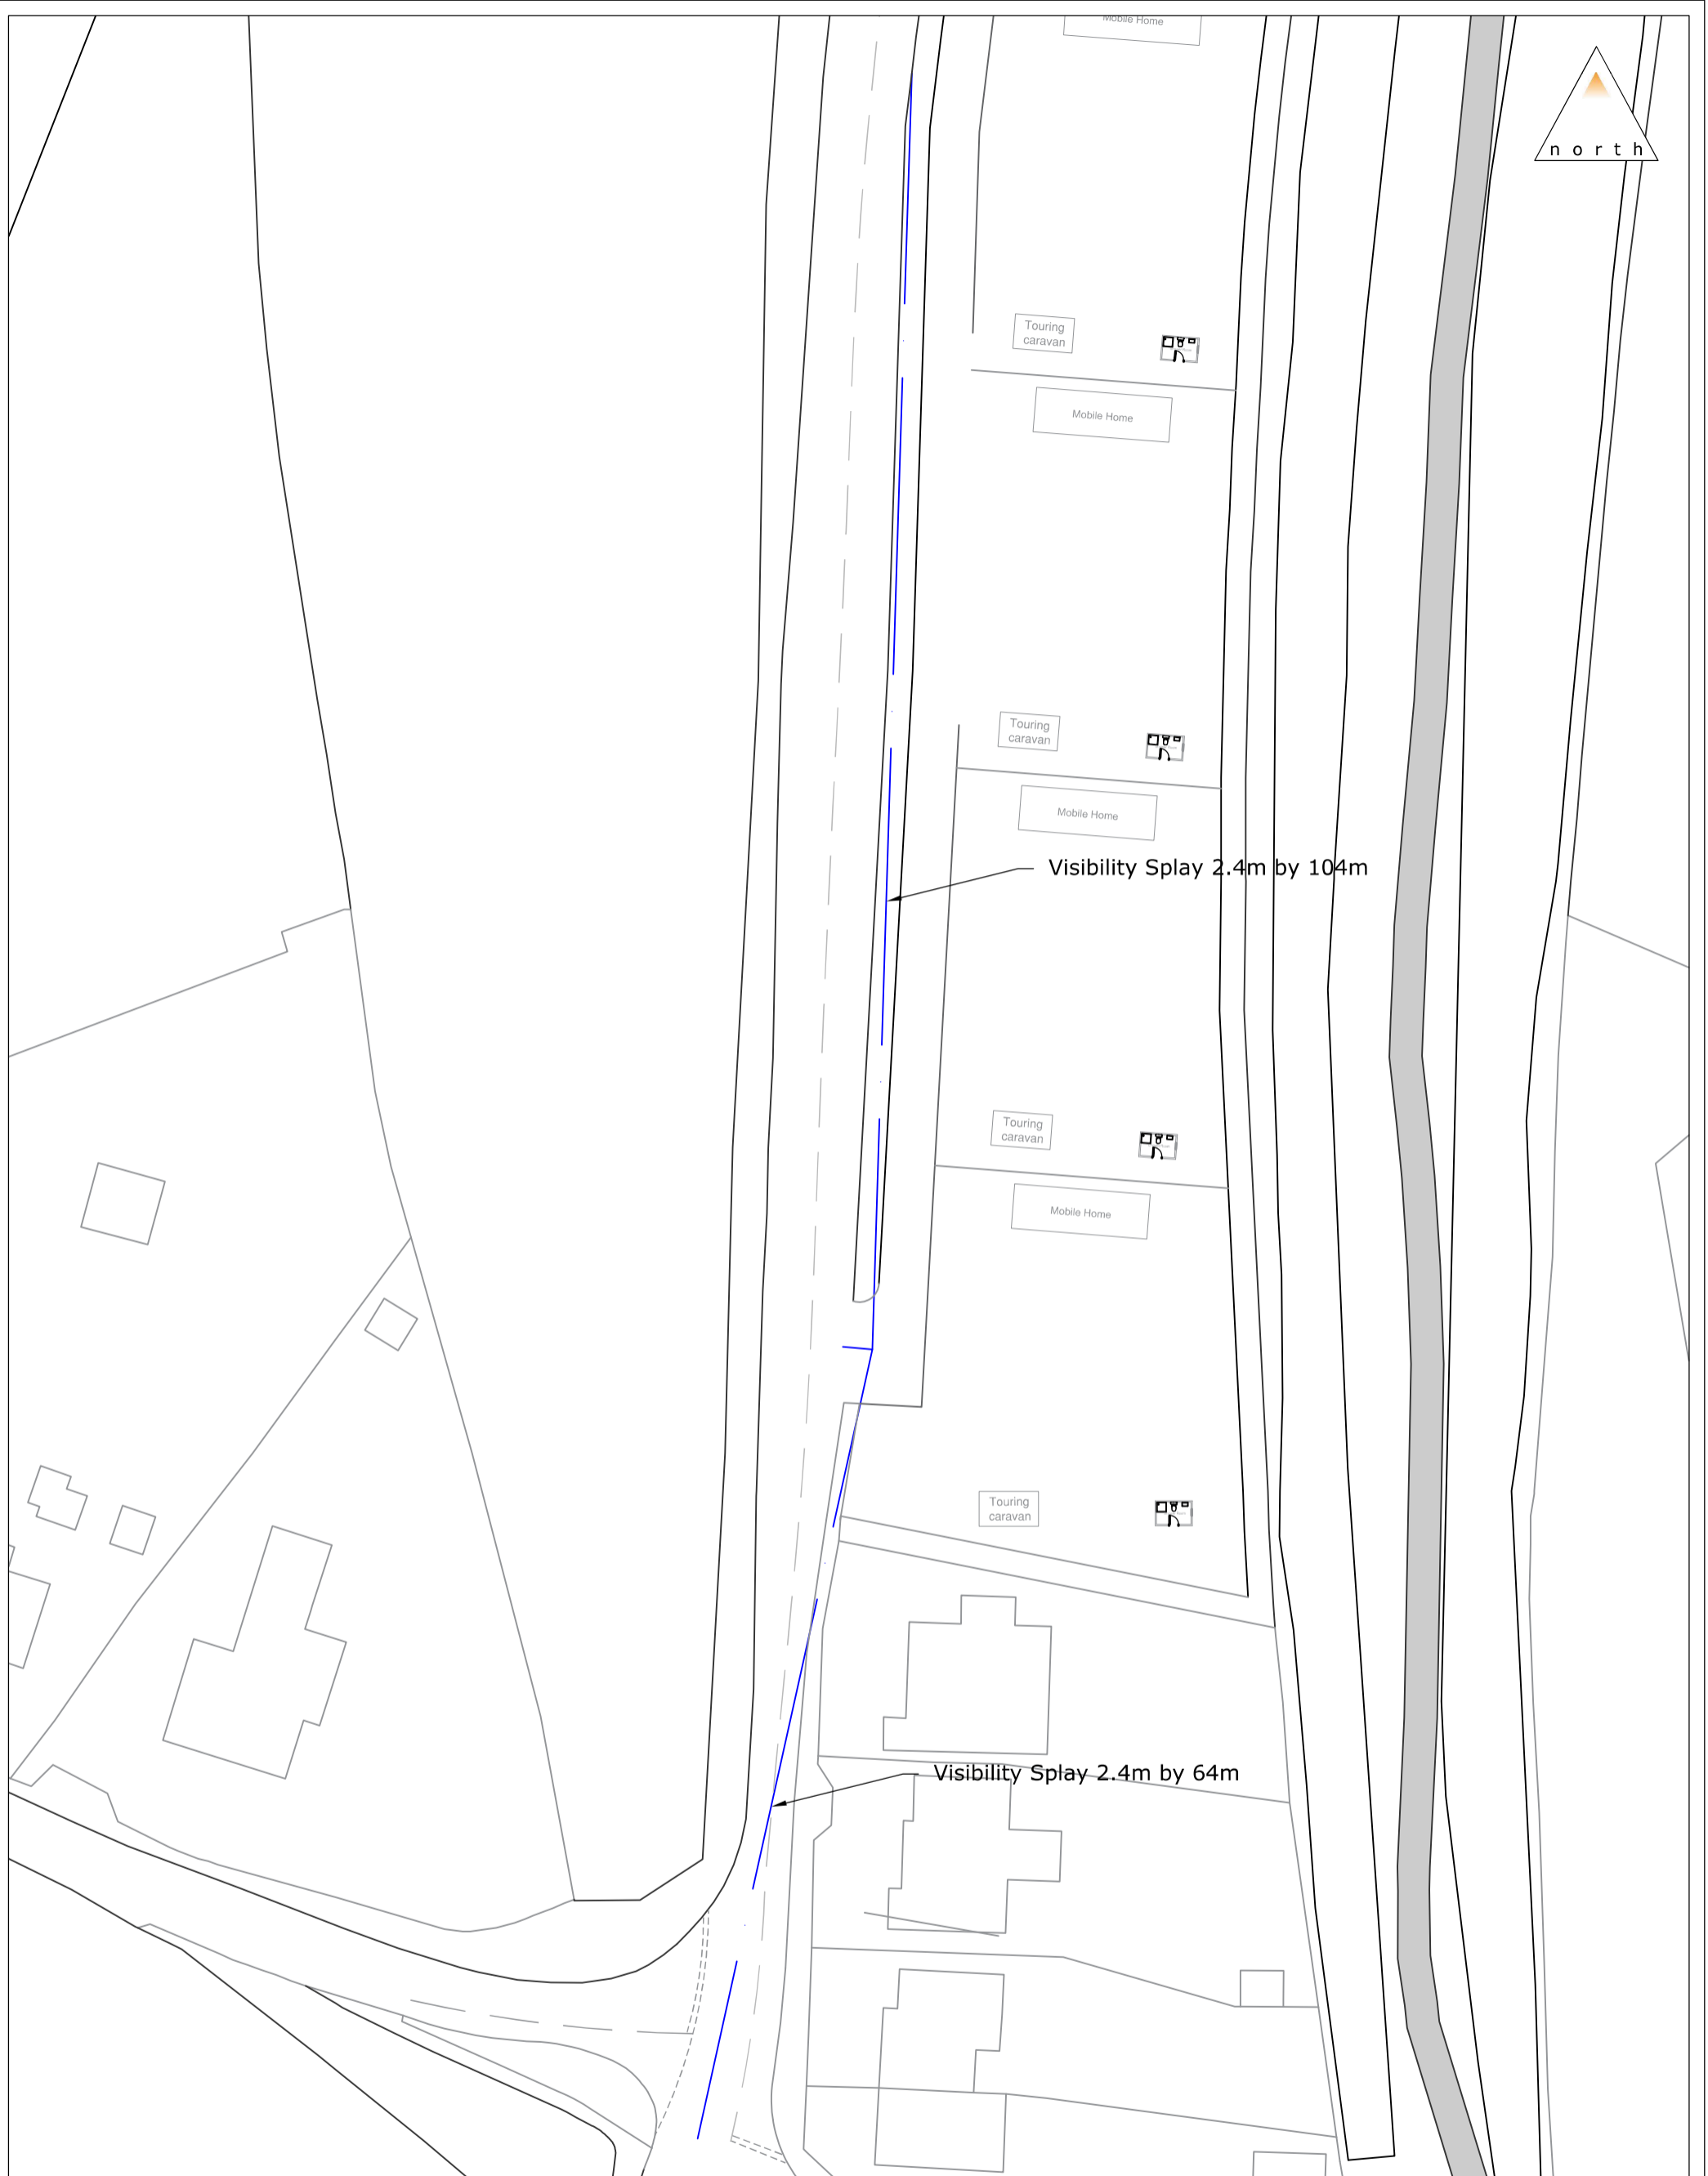 Mobile Home
n o r t h
Touring
caravan
Mobile Home
Touring
caravan
Mobile Home
Visibility Splay 2.4m by 104m
Touring
caravan
Mobile Home
Touring
caravan
Visibility Splay 2.4m by 64m